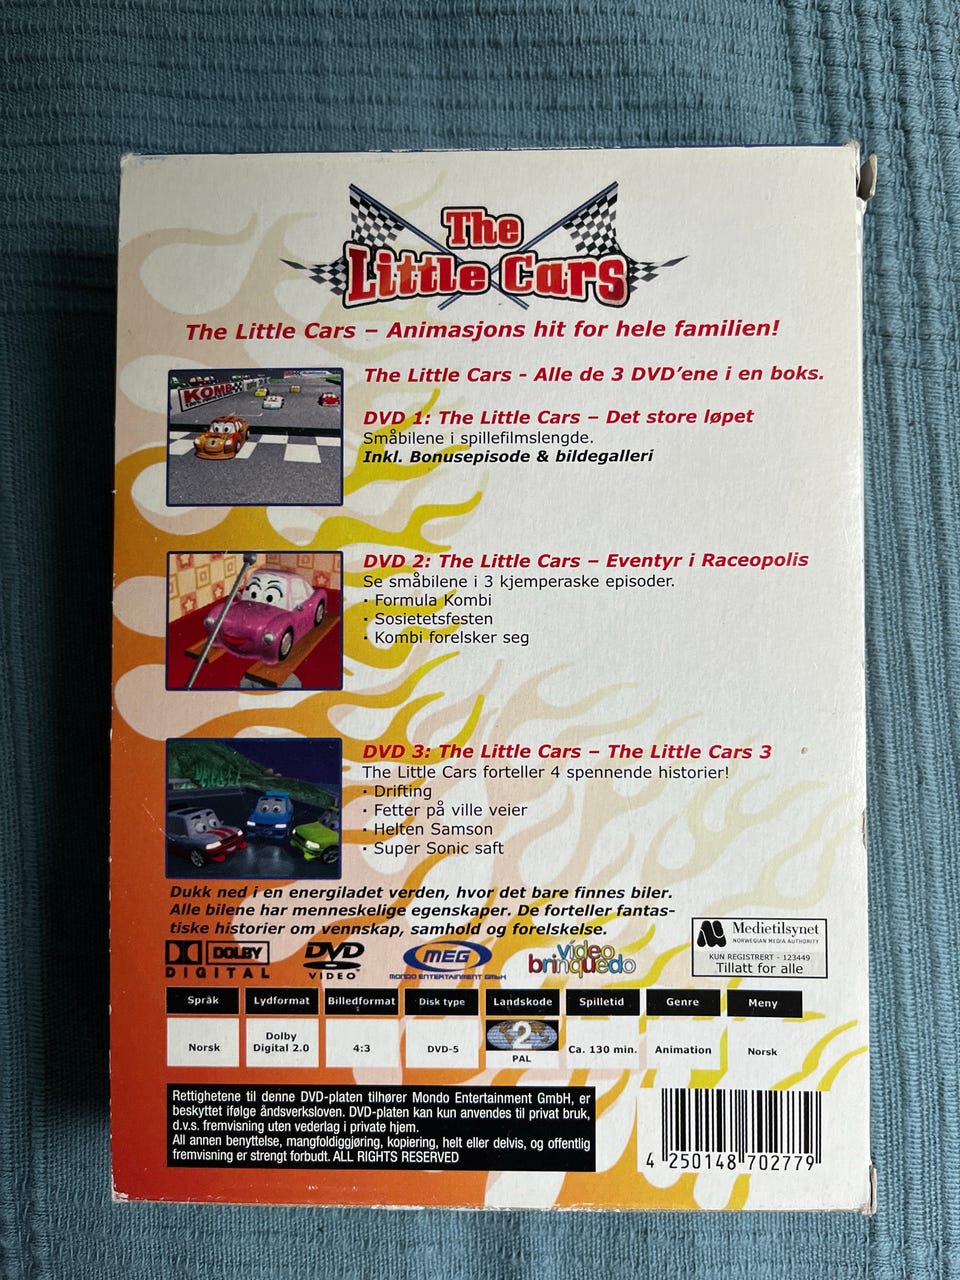 The
Little Cars
The Little Cars – Animasjons hit for hele familien!
KOMB
The Little Cars - Alle de 3 DVD’ene i en boks.
DVD 1: The Little Cars – Det store løpet
Småbilene i spillefilmslengde.
Inkl. Bonusepisode & bildegalleri
DVD 2: The Little Cars – Eventyr i Raceopolis
Se småbilene i 3 kjemperaske episoder.
· Formula Kombi
· Sosietetsfesten
· Kombi forelsker seg
DVD 3: The Little Cars – The Little Cars 3
The Little Cars forteller 4 spennende historier!
· Drifting
· Fetter på ville veier
· Helten Samson
· Super Sonic saft
Dukk ned i en energiladet verden, hvor det bare finnes biler.
Alle bilene har menneskelige egenskaper. De forteller fantas-
tiske historier om vennskap, samhold og forelskelse.
DOLBY
DIGITAL
DVD
VIDEO
MEG
MONDO ENTERTAINMENT GmbH
vídeo
brinquedo
Medietilsynet
NORWEGIAN MEDIA AUTHORITY
KUN REGISTRERT - 123449
Tillatt for alle
Språk Lydformat Billedformat Disk type Landskode Spilletid Genre Meny
Norsk Dolby Digital 2.0 4:3 DVD-5 2 PAL Ca. 130 min. Animation Norsk
Rettighetene til denne DVD-platen tilhører Mondo Entertainment GmbH, er
beskyttet ifølge åndsverksloven. DVD-platen kan kun anvendes til privat bruk,
d.v.s. fremvisning uten vederlag i private hjem.
All annen benyttelse, mangfoldiggjøring, kopiering, helt eller delvis, og offentlig
fremvisning er strengt forbudt. ALL RIGHTS RESERVED
4 250148 702779